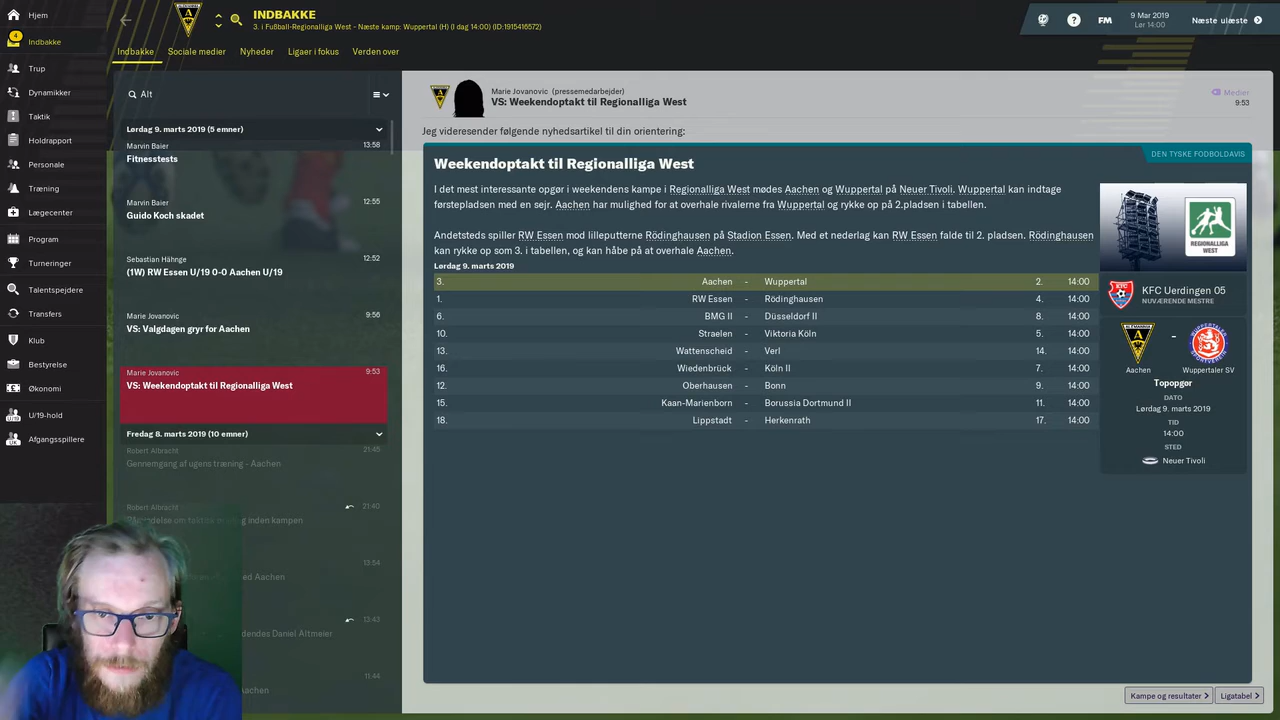 Hjem
4
Indbakke
Trup
Dynamikker
Taktik
Holdrapport
Personale
Træning
Lægecenter
Program
Turneringer
Talentspejdere
Transfers
Klub
Bestyrelse
Økonomi
U/19-hold
Afgangsspillere
INDBAKKE
3. i Fußball-Regionalliga West - Næste kamp: Wuppertal (H) (I dag 14:00) (ID:1915416572)
Indbakke
Sociale medier
Nyheder
Ligaer i fokus
Verden over
?
FM
9 Mar 2019
Lør 14:00
Næste ulæste
Alt
Lørdag 9. marts 2019 (5 emner)
Marvin Baier 13:58
Fitnesstests
Marvin Baier 12:55
Guido Koch skadet
Sebastian Hähnge 12:52
(1W) RW Essen U/19 0-0 Aachen U/19
Marie Jovanovic 9:56
VS: Valgdagen gryr for Aachen
Marie Jovanovic 9:53
VS: Weekendoptakt til Regionalliga West
Fredag 8. marts 2019 (10 emner)
Robert Albracht 21:45
Gennemgang af ugens træning - Aachen
Robert Albracht 21:40
inden kampen
13:54
ed Aachen
12:43
dendes Daniel Altmeier
11:44
Aachen
Marie Jovanovic (pressemedarbejder)
VS: Weekendoptakt til Regionalliga West
Medier
9:53
Jeg videresender følgende nyhedsartikel til din orientering:
Weekendoptakt til Regionalliga West
DEN TYSKE FODBOLDAVIS
I det mest interessante opgør i weekendens kampe i Regionalliga West mødes Aachen og Wuppertal på Neuer Tivoli. Wuppertal kan indtage
førstepladsen med en sejr. Aachen har mulighed for at overhale rivalerne fra Wuppertal og rykke op på 2.pladsen i tabellen.
Andetsteds spiller RW Essen mod lilleputterne Rödinghausen på Stadion Essen. Med et nederlag kan RW Essen falde til 2. pladsen. Rödinghausen
kan rykke op som 3. i tabellen, og kan håbe på at overhale Aachen.
Lørdag 9. marts 2019
3. Aachen - Wuppertal 2. 14:00
1. RW Essen - Rödinghausen 4. 14:00
6. BMG II - Düsseldorf II 8. 14:00
10. Straelen - Viktoria Köln 5. 14:00
13. Wattenscheid - Verl 14. 14:00
16. Wiedenbrück - Köln II 7. 14:00
12. Oberhausen - Bonn 9. 14:00
15. Kaan-Marienborn - Borussia Dortmund II 11. 14:00
18. Lippstadt - Herkenrath 17. 14:00
REGIONALLIGA
WEST
KFC Uerdingen 05
NUVÆRENDE MESTRE
-
Aachen
Wuppertaler SV
Topopgør
DATO
Lørdag 9. marts 2019
TID
14:00
STED
Neuer Tivoli
Kampe og resultater
Ligatabel